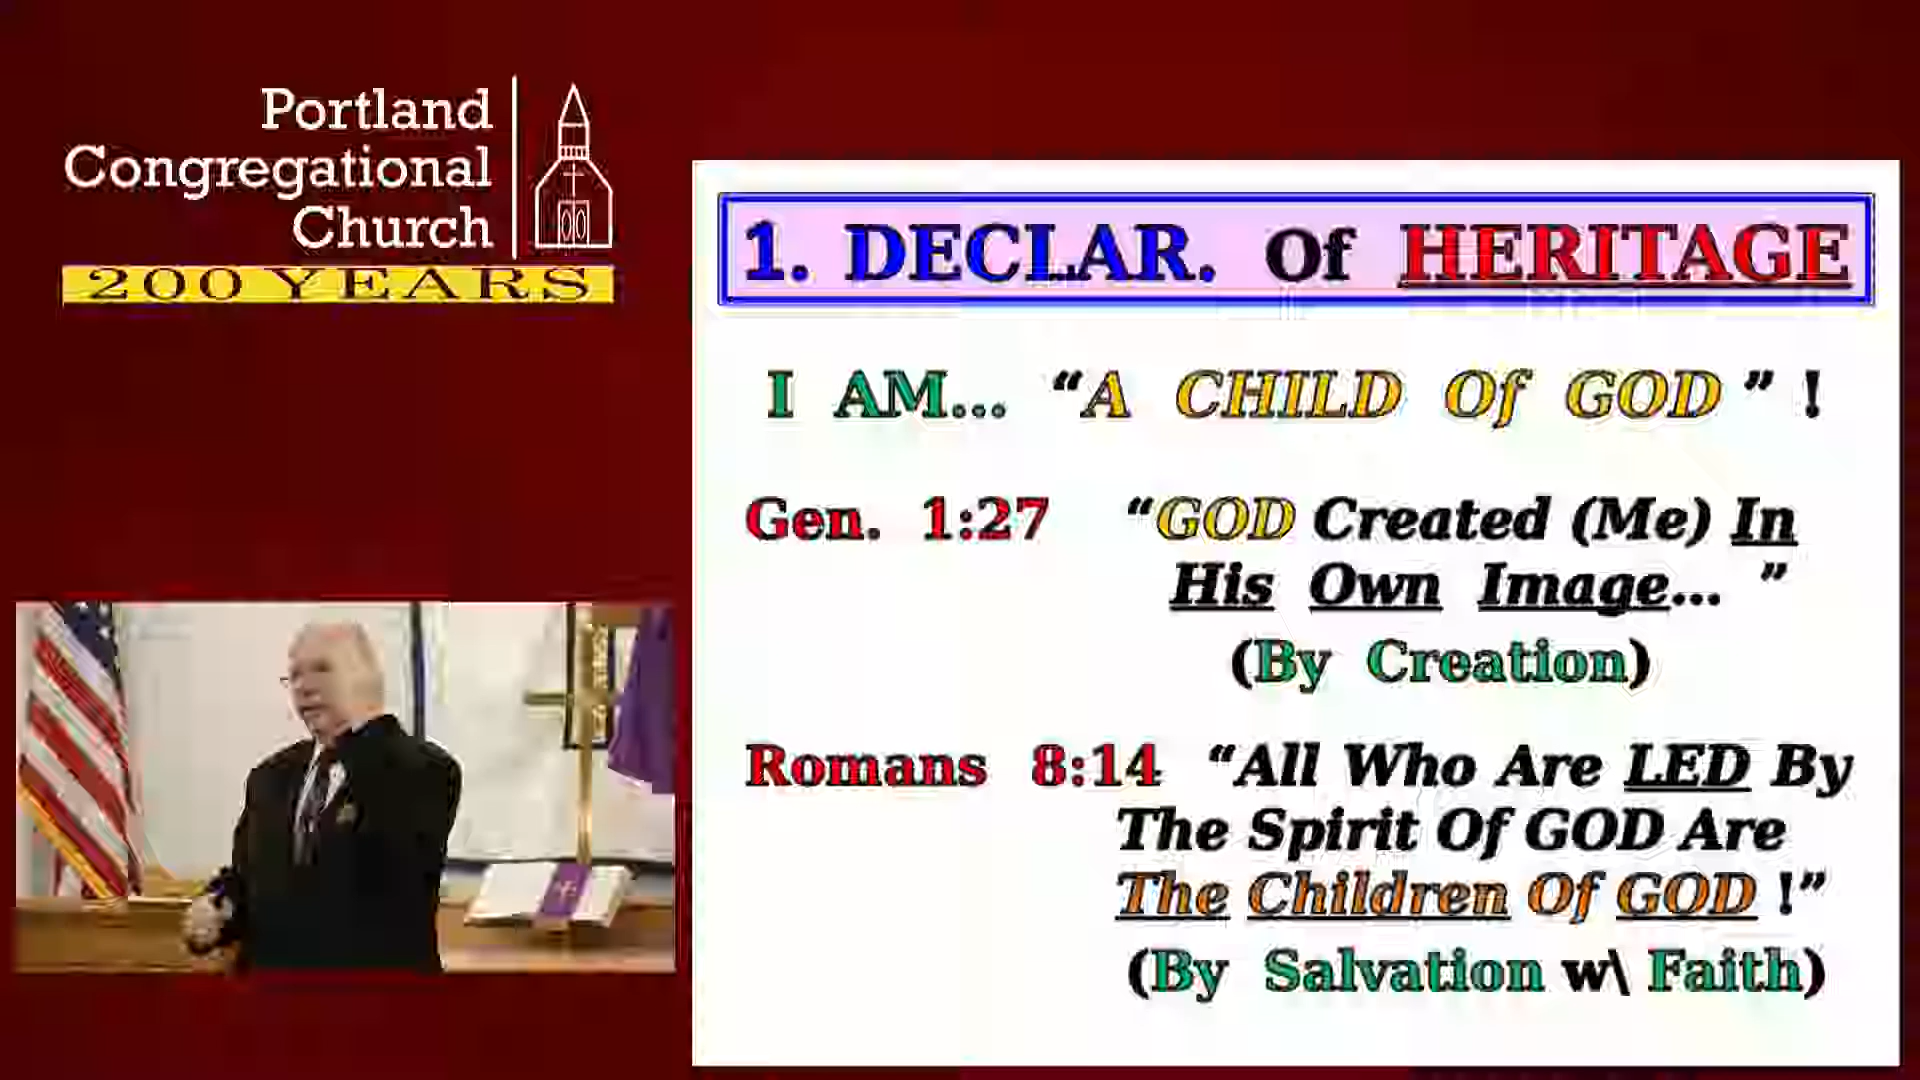 Portland
Congregational
Church
200 YEARS
1. DECLAR. Of HERITAGE
I AM... “A CHILD Of GOD” !
Gen. 1:27 “GOD Created (Me) In
His Own Image... ”
(By Creation)
Romans 8:14 “All Who Are LED By
The Spirit Of GOD Are
The Children Of GOD !”
(By Salvation w\ Faith)